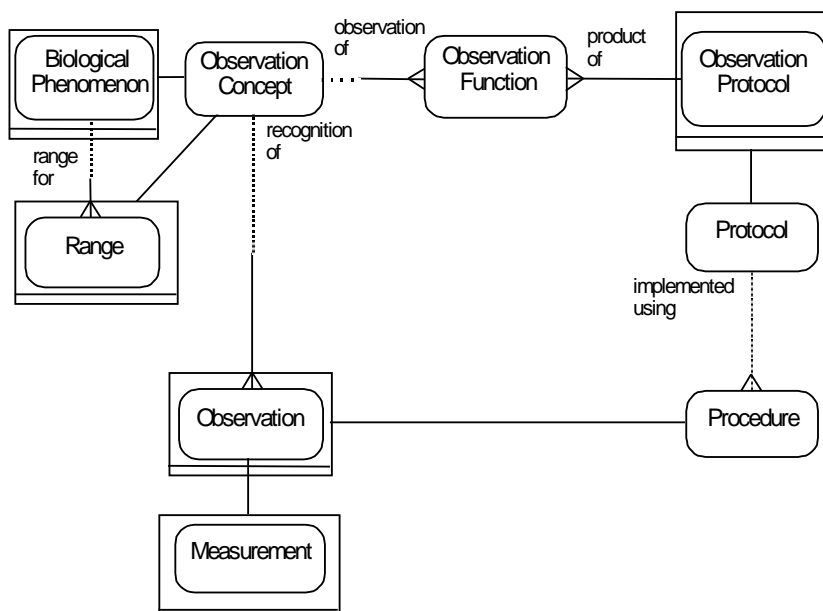 observation
of
product
of
Biological
Phenomenon
Observation
Concept
Observation
Function
Observation
Protocol
recognition
of
range
for
Range
Protocol
implemented
using
Observation
Procedure
Measurement